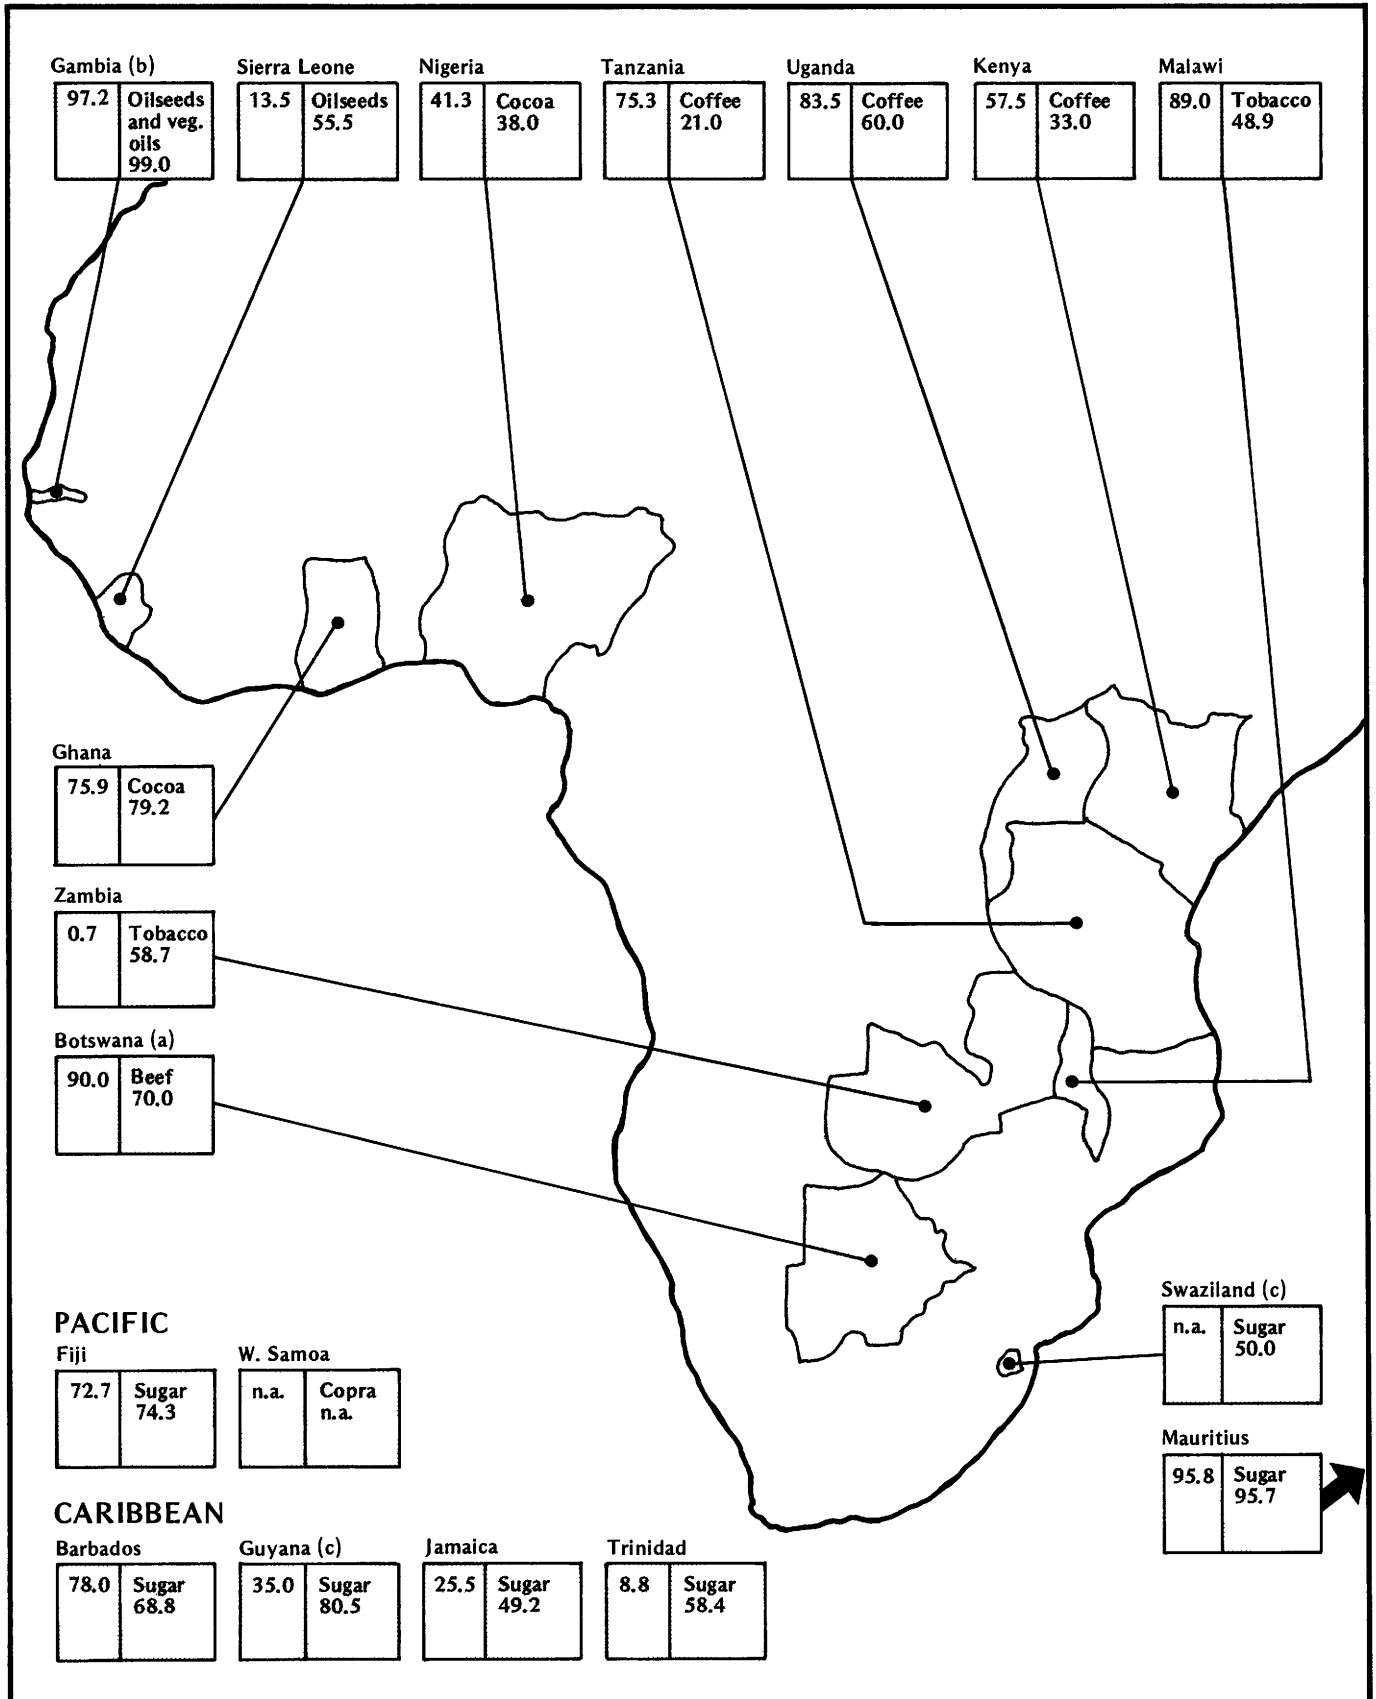 Gambia (b)
97.2
Oilseeds
and veg.
oils
99.0
Sierra Leone
13.5
Oilseeds
55.5
Nigeria
41.3
Cocoa
38.0
Tanzania
75.3
Coffee
21.0
Uganda
83.5
Coffee
60.0
Kenya
57.5
Coffee
33.0
Malawi
89.0
Tobacco
48.9
Ghana
75.9
Cocoa
79.2
Zambia
0.7
Tobacco
58.7
Botswana (a)
90.0
Beef
70.0
PACIFIC
Fiji
72.7
Sugar
74.3
W. Samoa
n.a.
Copra
n.a.
Swaziland (c)
n.a.
Sugar
50.0
Mauritius
95.8
Sugar
95.7
CARIBBEAN
Barbados
78.0
Sugar
68.8
Guyana (c)
35.0
Sugar
80.5
Jamaica
25.5
Sugar
49.2
Trinidad
8.8
Sugar
58.4